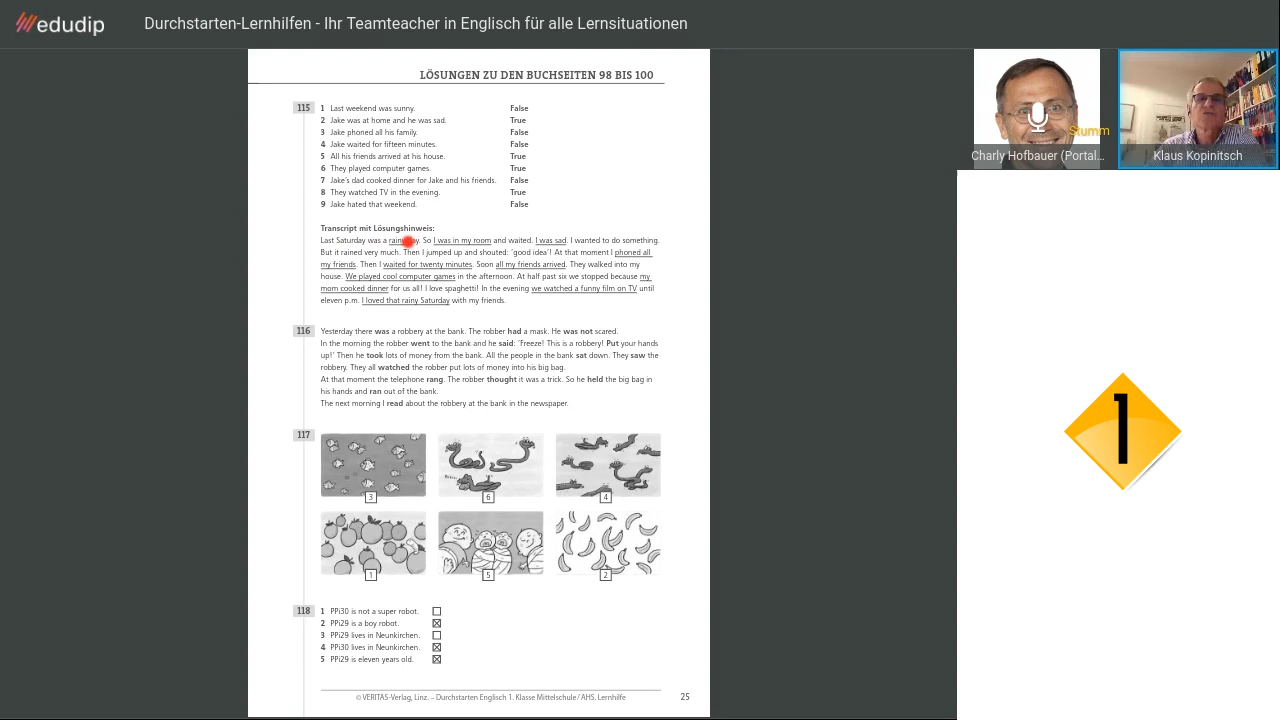 edudip
Durchstarten-Lernhilfen - Ihr Teamteacher in Englisch für alle Lernsituationen
LÖSUNGEN ZU DEN BUCHSEITEN 98 BIS 100
115
1 Last weekend was sunny. False
2 Jake was at home and he was sad. True
3 Jake phoned all his family. False
4 Jake waited for fifteen minutes. False
5 All his friends arrived at his house. True
6 They played computer games. True
7 Jake's dad cooked dinner for Jake and his friends. False
8 They watched TV in the evening. True
9 Jake hated that weekend. False
Transcript mit Lösungshinweis:
Last Saturday was a So I was in my room and waited. I was sad. I wanted to do something.
But it rained very much. Then I jumped up and shouted: 'good idea'! At that moment I phoned all
my friends. Then I waited for twenty minutes. Soon all my friends arrived. They walked into my
house. We played cool computer games in the afternoon. At half past six we stopped because my
mom cooked dinner for us all! I love spaghetti! In the evening we watched a funny film on TV until
eleven p.m. I loved that rainy Saturday with my friends.
116
Yesterday there was a robbery at the bank. The robber had a mask. He was not scared.
In the morning the robber went to the bank and he said: 'Freeze! This is a robbery! Put your hands
up!' Then he took lots of money from the bank. All the people in the bank sat down. They saw the
robbery. They all watched the robber put lots of money into his big bag.
At that moment the telephone rang. The robber thought it was a trick. So he held the big bag in
his hands and ran out of the bank.
The next morning I read about the robbery at the bank in the newspaper.
117
3 6 4
1 5 2
118
1 PPi30 is not a super robot. ☐
2 PPi29 is a boy robot. ☒
3 PPi29 lives in Neunkirchen. ☐
4 PPi30 lives in Neunkirchen. ☒
5 PPi29 is eleven years old. ☒
© VERITAS-Verlag, Linz. – Durchstarten Englisch 1. Klasse Mittelschule/AHS. Lernhilfe
25
Stumm
Charly Hofbauer (Portal...
Klaus Kopinitsch
1